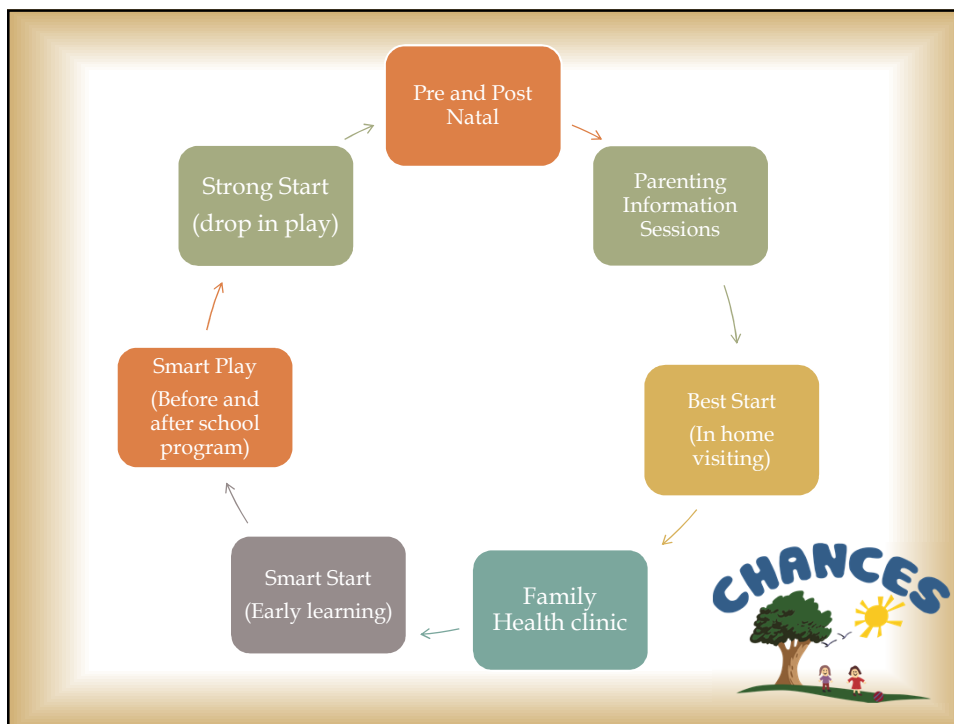 Pre and Post
Natal
Parenting
Information
Sessions
Best Start
(In home
visiting)
Family
Health clinic
Smart Start
(Early learning)
Smart Play
(Before and
after school
program)
Strong Start
(drop in play)
CHANCES